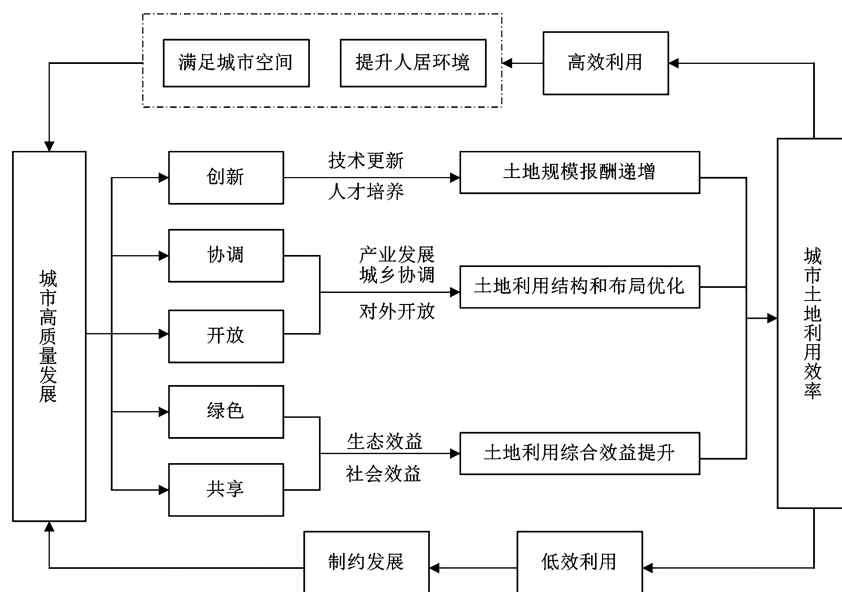 满足城市空间
提升人居环境
高效利用
城市高质量发展
创新
技术更新
人才培养
土地规模报酬递增
协调
产业发展
城乡协调
对外开放
土地利用结构和布局优化
开放
绿色
生态效益
社会效益
土地利用综合效益提升
共享
城市土地利用效率
制约发展
低效利用